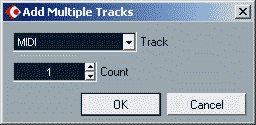 Add Multiple Tracks
MIDI Track
1 Count
OK Cancel